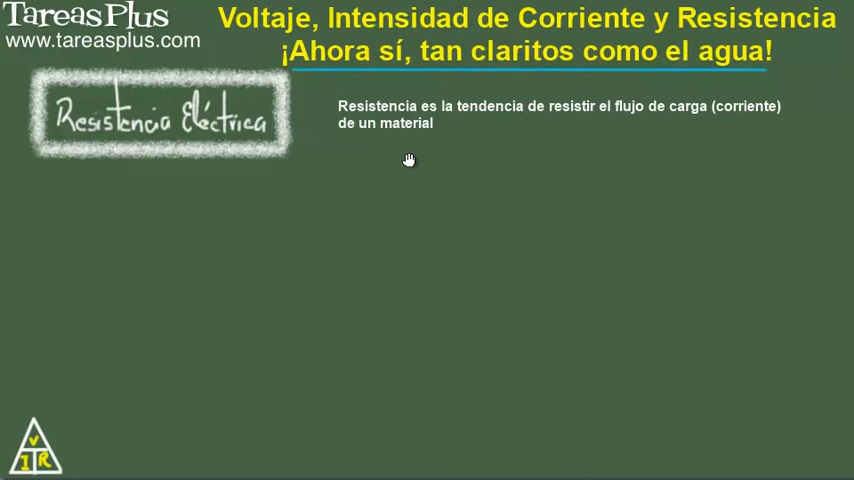 TareasPlus
www.tareasplus.com
Voltaje, Intensidad de Corriente y Resistencia
¡Ahora sí, tan claritos como el agua!
Resistencia Eléctrica
Resistencia es la tendencia de resistir el flujo de carga (corriente)
de un material
V
I R